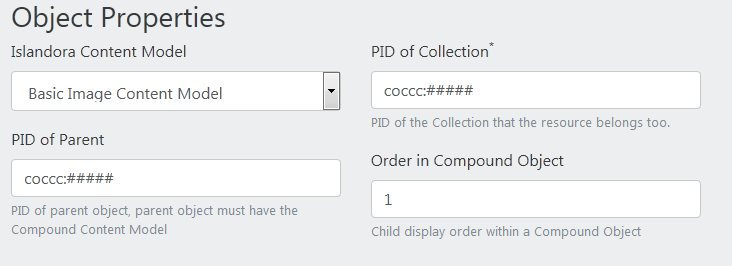 Object Properties
Islandora Content Model
Basic Image Content Model
PID of Parent
coccc:#####
PID of parent object, parent object must have the
Compound Content Model
PID of Collection*
coccc:#####
PID of the Collection that the resource belongs too.
Order in Compound Object
1
Child display order within a Compound Object